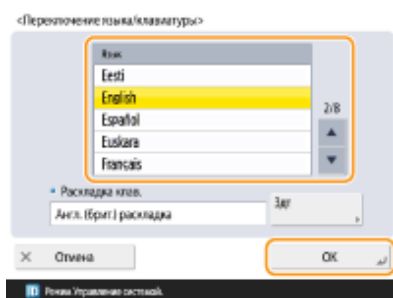 <Переключение языка/клавиатуры>
Язык
Eesti
English
Español
Euskara
Français
2/8
Раскладка клав.
Англ. (брит.) раскладка
Задт
Отмена
OK
Режим Управление системой.